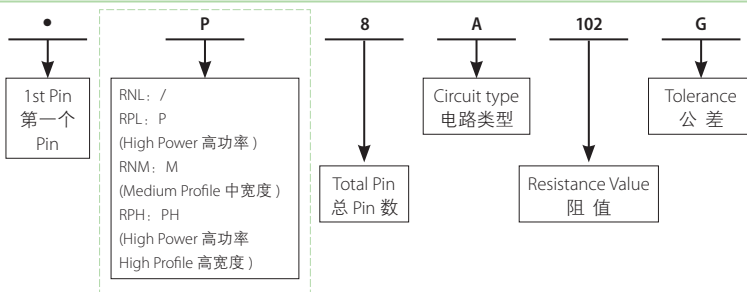 • P 8 A 102 G
1st Pin
第一个
Pin
RNL：/
RPL：P
(High Power 高功率 )
RNM：M
(Medium Profile 中宽度 )
RPH：PH
(High Power 高功率
High Profile 高宽度 )
Total Pin
总 Pin 数
Circuit type
电路类型
Resistance Value
阻 值
Tolerance
公 差